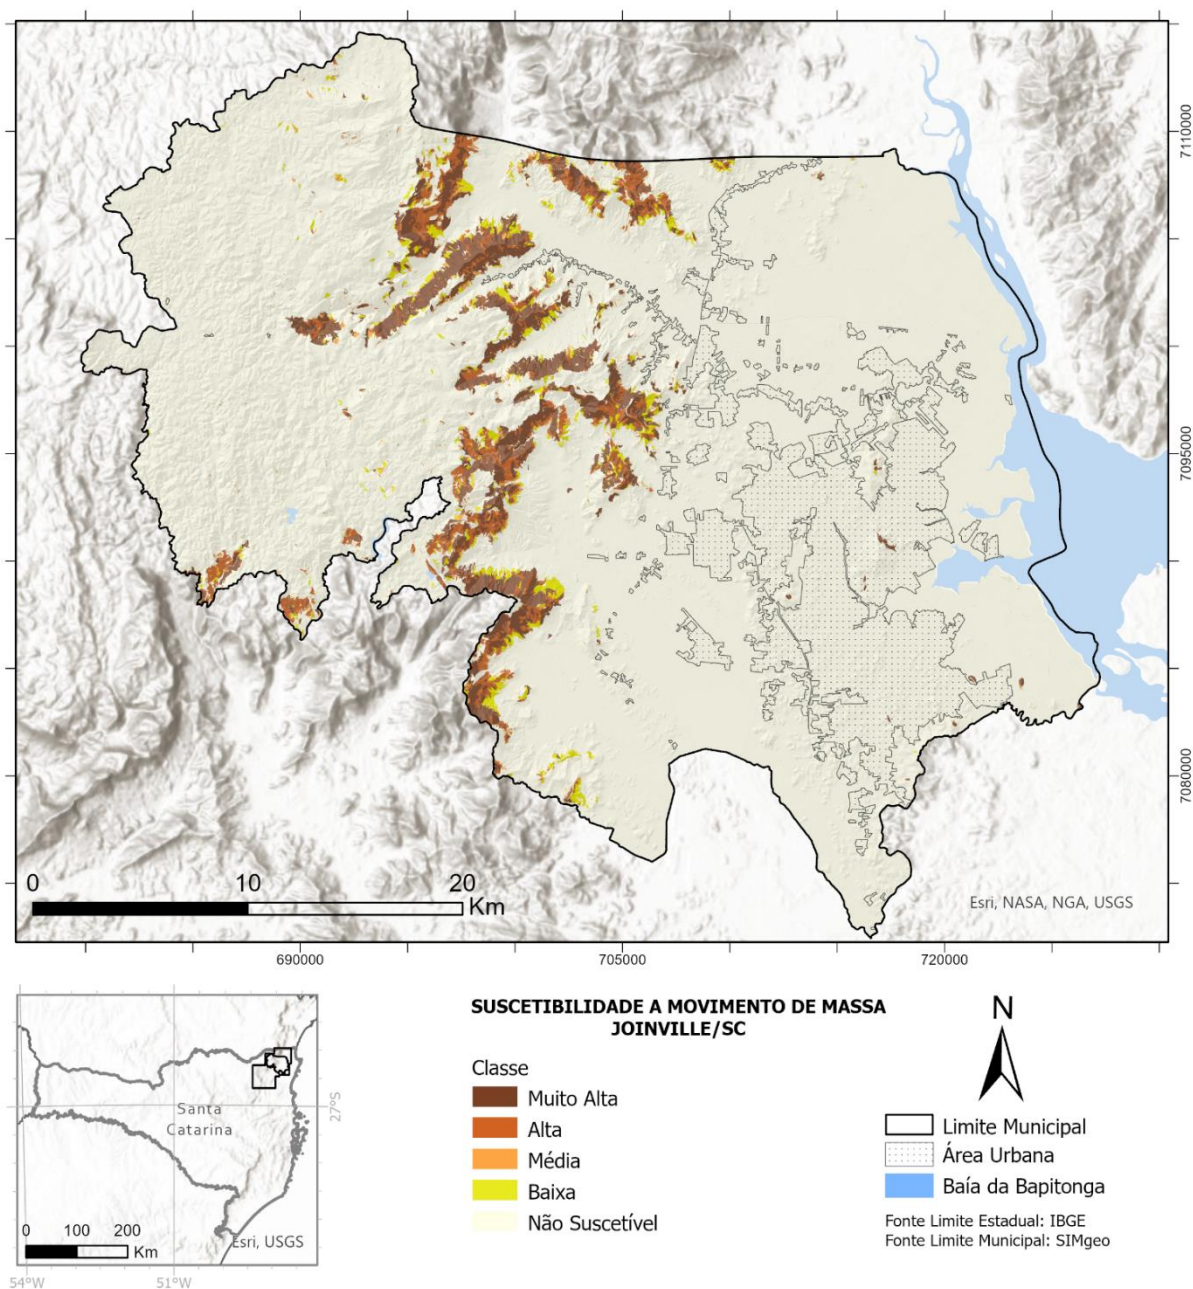 7110000
7095000
7080000
0 10 20
Km
Esri, NASA, NGA, USGS
690000 705000 720000
SUSCETIBILIDADE A MOVIMENTO DE MASSA
JOINVILLE/SC
Classe
Muito Alta
Alta
Média
Baixa
Não Suscetível
N
Limite Municipal
Área Urbana
Baía da Bapitonga
Fonte Limite Estadual: IBGE
Fonte Limite Municipal: SIMgeo
Santa
Catarina
27°S
0 100 200
Km
Esri, USGS
54°W 51°W